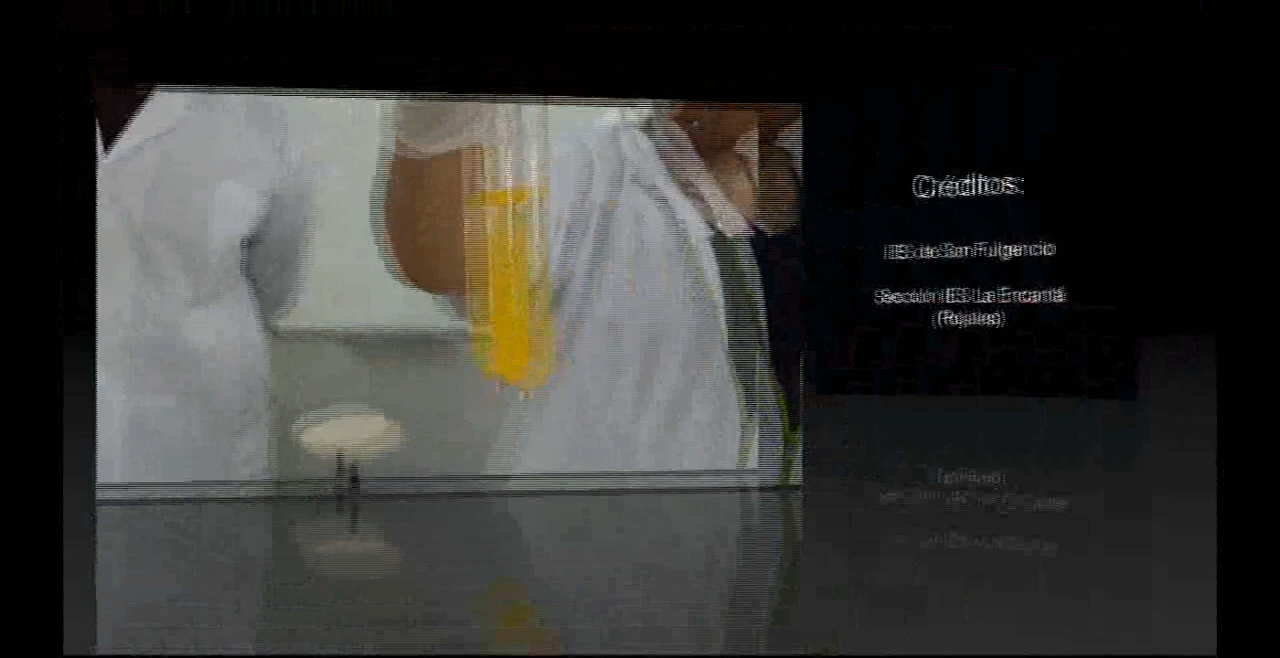 Créditos:
IES de San Fulgencio
Sección IES La Encantá
(Rojales)